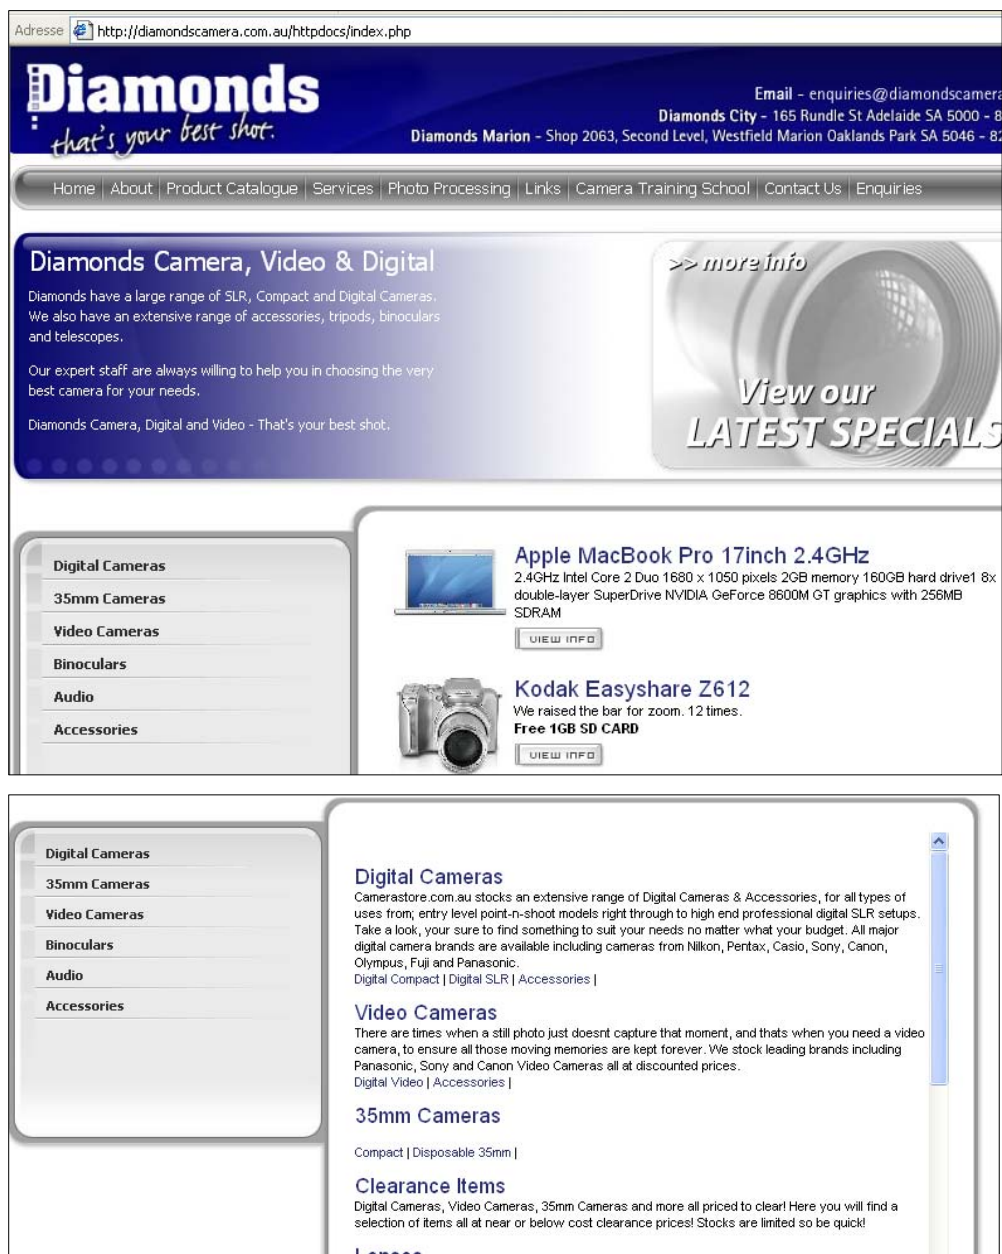 Adresse http://diamondscamera.com.au/httpdocs/index.php
Diamonds
that's your best shot.
Email - enquiries@diamondscamera
Diamonds City - 165 Rundle St Adelaide SA 5000 - 8
Diamonds Marion - Shop 2063, Second Level, Westfield Marion Oaklands Park SA 5046 - 82
Home About Product Catalogue Services Photo Processing Links Camera Training School Contact Us Enquiries
Diamonds Camera, Video & Digital
Diamonds have a large range of SLR, Compact and Digital Cameras.
We also have an extensive range of accessories, tripods, binoculars
and telescopes.
Our expert staff are always willing to help you in choosing the very
best camera for your needs.
Diamonds Camera, Digital and Video - That's your best shot.
>> more info
View our
LATEST SPECIALS
Digital Cameras
35mm Cameras
Video Cameras
Binoculars
Audio
Accessories
Apple MacBook Pro 17inch 2.4GHz
2.4GHz Intel Core 2 Duo 1680 x 1050 pixels 2GB memory 160GB hard drive1 8x
double-layer SuperDrive NVIDIA GeForce 8600M GT graphics with 256MB
SDRAM
VIEW INFO
Kodak Easyshare Z612
We raised the bar for zoom. 12 times.
Free 1GB SD CARD
VIEW INFO
Digital Cameras
35mm Cameras
Video Cameras
Binoculars
Audio
Accessories
Digital Cameras
Camerastore.com.au stocks an extensive range of Digital Cameras & Accessories, for all types of
uses from; entry level point-n-shoot models right through to high end professional digital SLR setups.
Take a look, your sure to find something to suit your needs no matter what your budget. All major
digital camera brands are available including cameras from Nilkon, Pentax, Casio, Sony, Canon,
Olympus, Fuji and Panasonic.
Digital Compact | Digital SLR | Accessories |
Video Cameras
There are times when a still photo just doesnt capture that moment, and thats when you need a video
camera, to ensure all those moving memories are kept forever. We stock leading brands including
Panasonic, Sony and Canon Video Cameras all at discounted prices.
Digital Video | Accessories |
35mm Cameras
Compact | Disposable 35mm |
Clearance Items
Digital Cameras, Video Cameras, 35mm Cameras and more all priced to clear! Here you will find a
selection of items all at near or below cost clearance prices! Stocks are limited so be quick!
Lenses